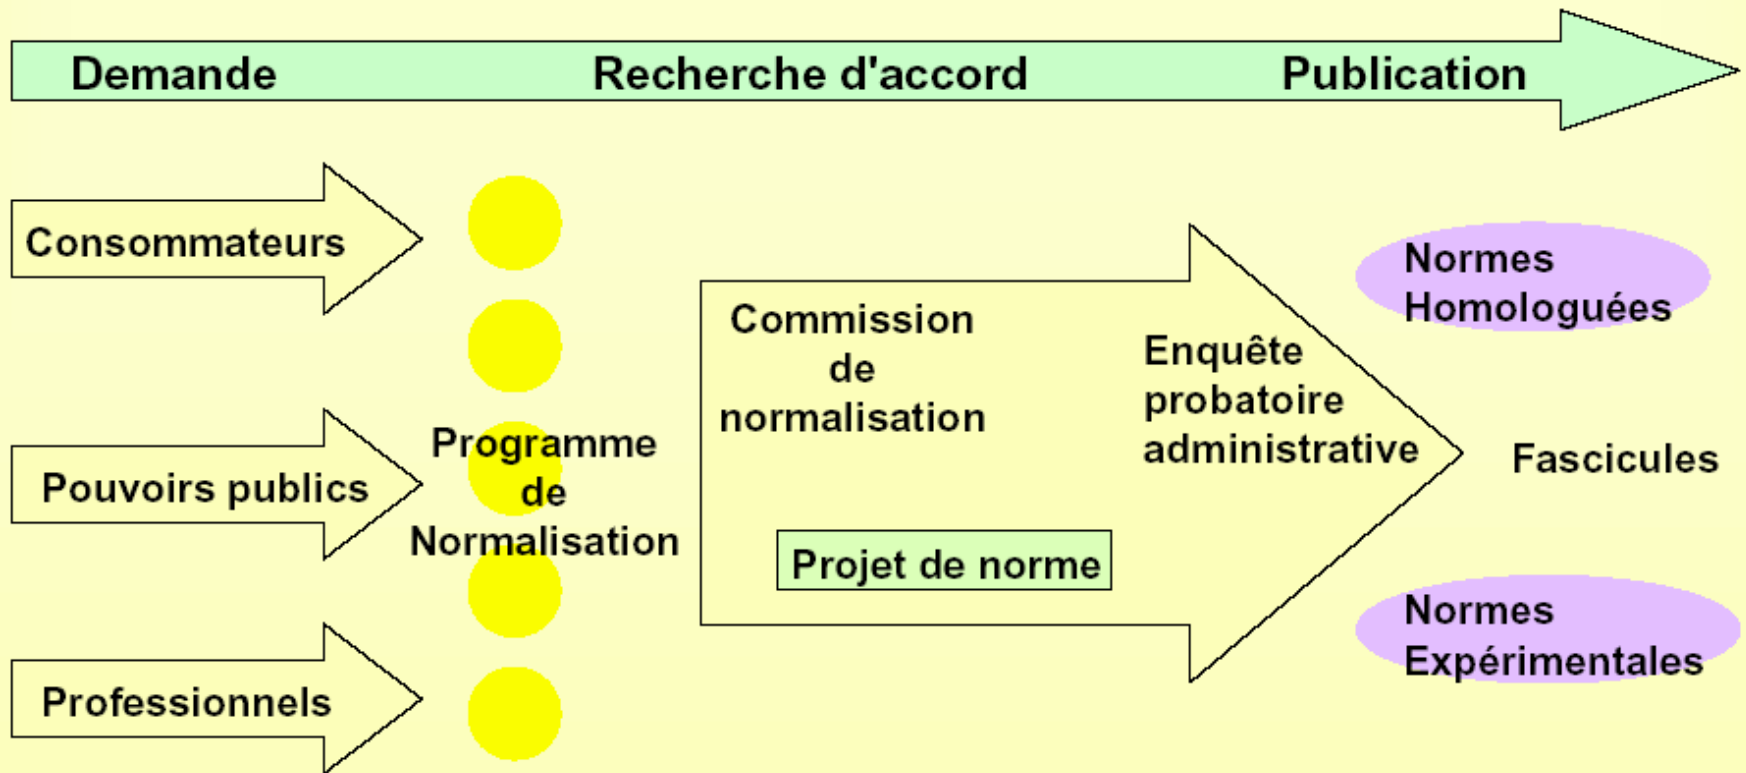 Demande
Recherche d'accord
Publication
Consommateurs
Pouvoirs publics
Professionnels
Programme
de
Normalisation
Commission
de
normalisation
Projet de norme
Enquête
probatoire
administrative
Normes
Homologuées
Fascicules
Normes
Expérimentales